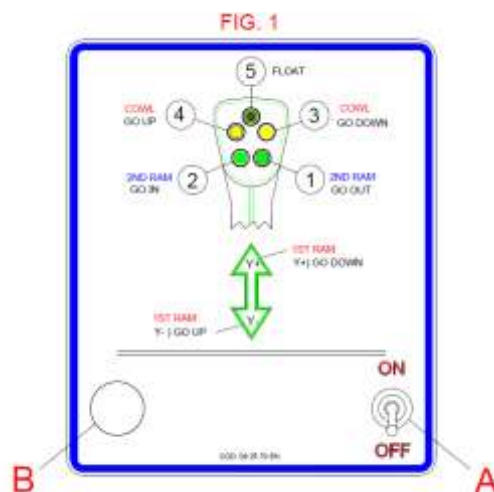 FIG. 1
5 FLOAT
COWL 4 3 COWL
GO UP GO DOWN
2ND RAM 2 1 2ND RAM
GO IN GO OUT
1ST RAM
Y+ Y+) GO DOWN
1ST RAM
Y- ) GO UP Y
ON
OFF
B A